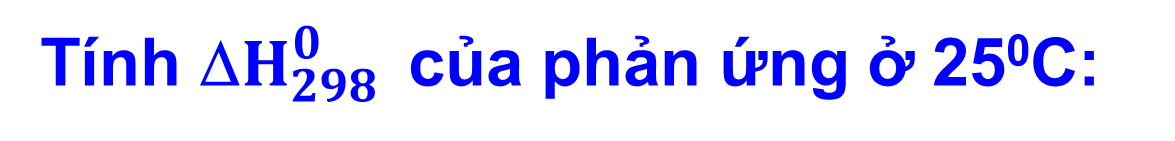 Tính ΔH⁰₂₉₈ của phản ứng ở 25⁰C: